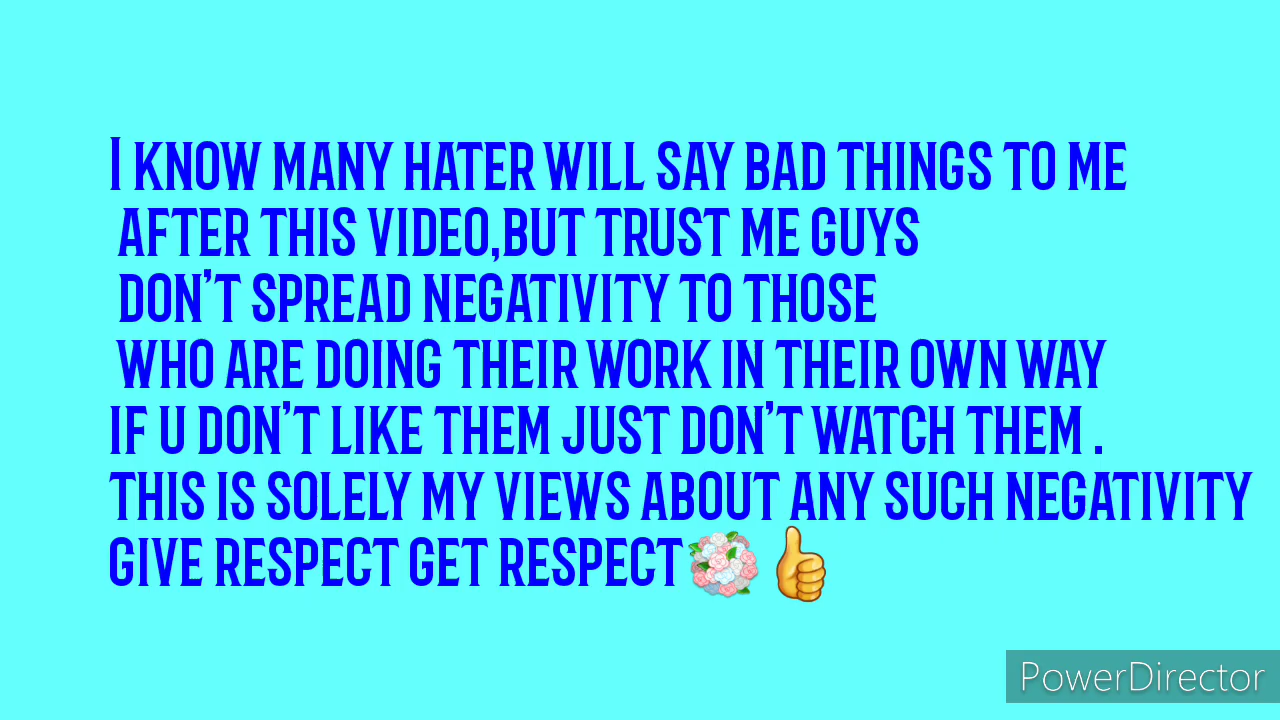 I KNOW MANY HATER WILL SAY BAD THINGS TO ME
AFTER THIS VIDEO,BUT TRUST ME GUYS
DON'T SPREAD NEGATIVITY TO THOSE
WHO ARE DOING THEIR WORK IN THEIR OWN WAY
IF U DON'T LIKE THEM JUST DON'T WATCH THEM .
THIS IS SOLELY MY VIEWS ABOUT ANY SUCH NEGATIVITY
GIVE RESPECT GET RESPECT
PowerDirector